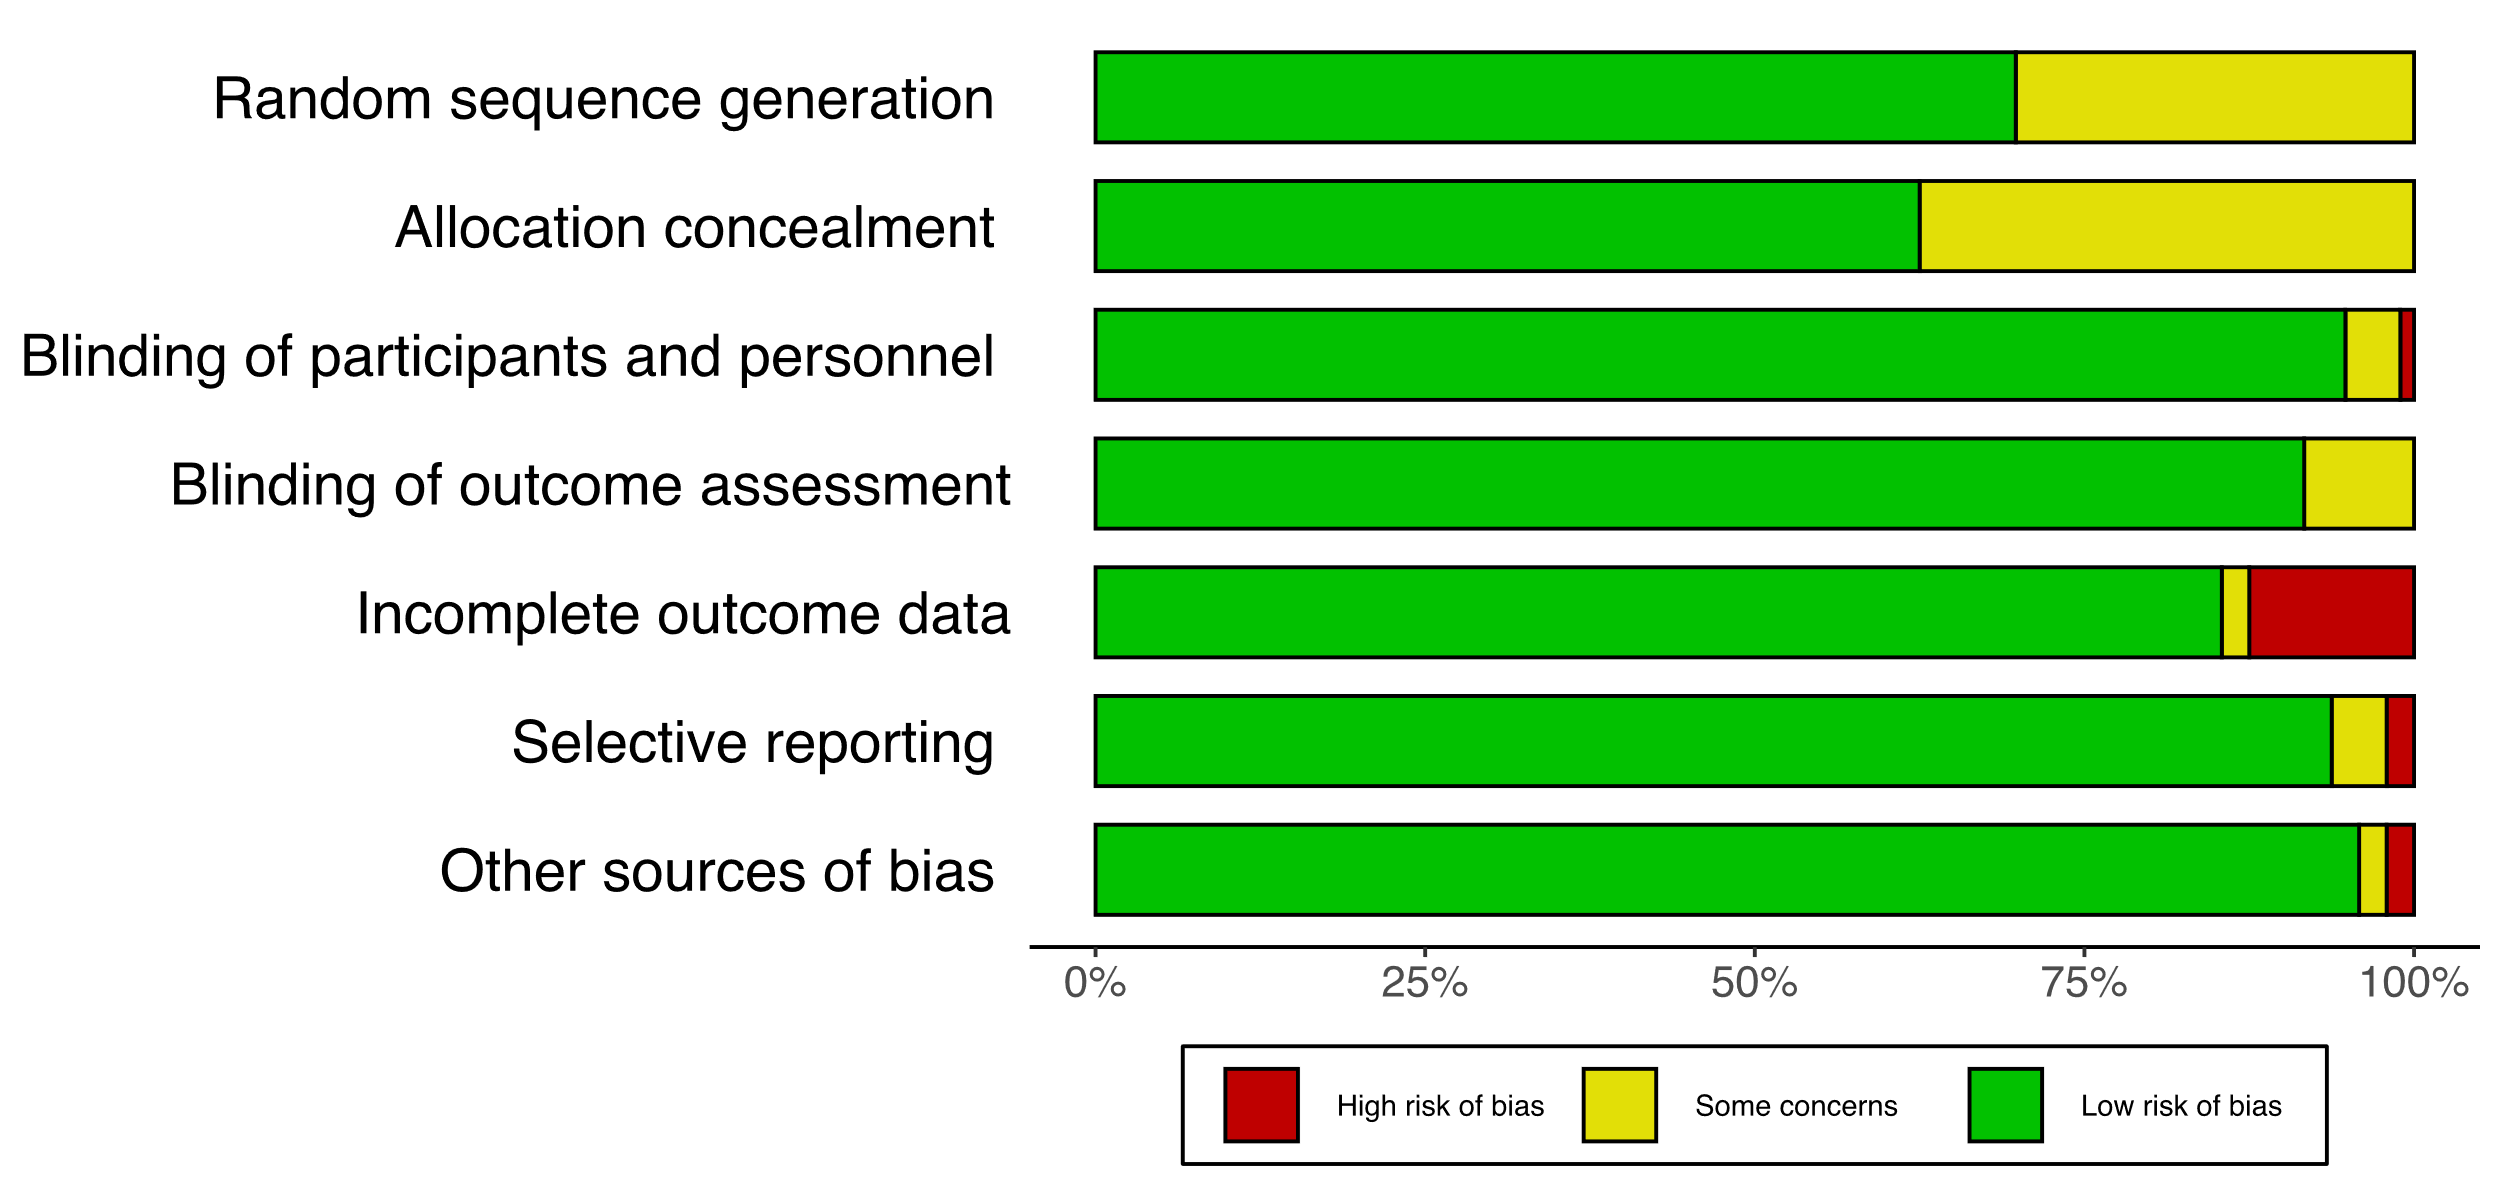 Random sequence generation
Allocation concealment
Blinding of participants and personnel
Blinding of outcome assessment
Incomplete outcome data
Selective reporting
Other sources of bias
0% 25% 50% 75% 100%
High risk of bias Some concerns Low risk of bias